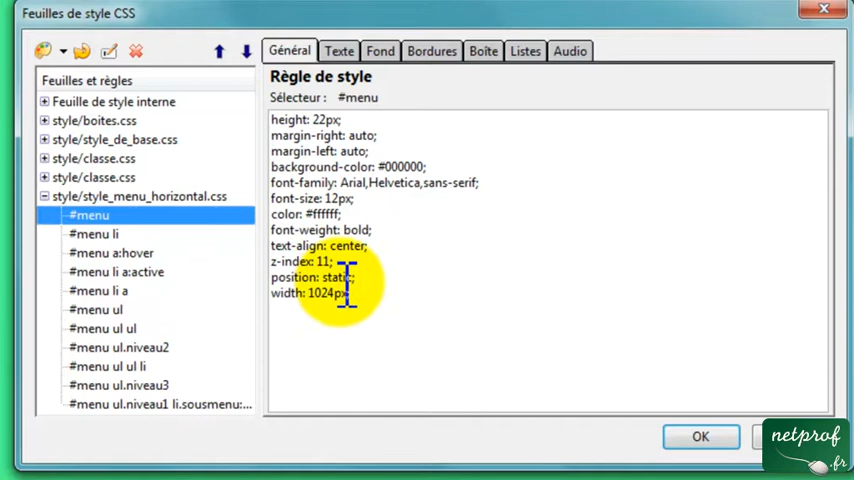 Feuilles de style CSS
Général
Texte
Fond
Bordures
Boîte
Listes
Audio
Feuilles et règles
Feuille de style interne
style/boites.css
style/style_de_base.css
style/classe.css
style/classe.css
style/style_menu_horizontal.css
#menu
#menu li
#menu a:hover
#menu li a:active
#menu li a
#menu ul
#menu ul ul
#menu ul.niveau2
#menu ul ul li
#menu ul.niveau3
#menu ul.niveau1 li.sousmenu:...
Règle de style
Sélecteur : #menu
height: 22px;
margin-right: auto;
margin-left: auto;
background-color: #000000;
font-family: Arial,Helvetica,sans-serif;
font-size: 12px;
color: #ffffff;
font-weight: bold;
text-align: center;
z-index: 11;
position: static;
width: 1024px
OK
netprof
.fr